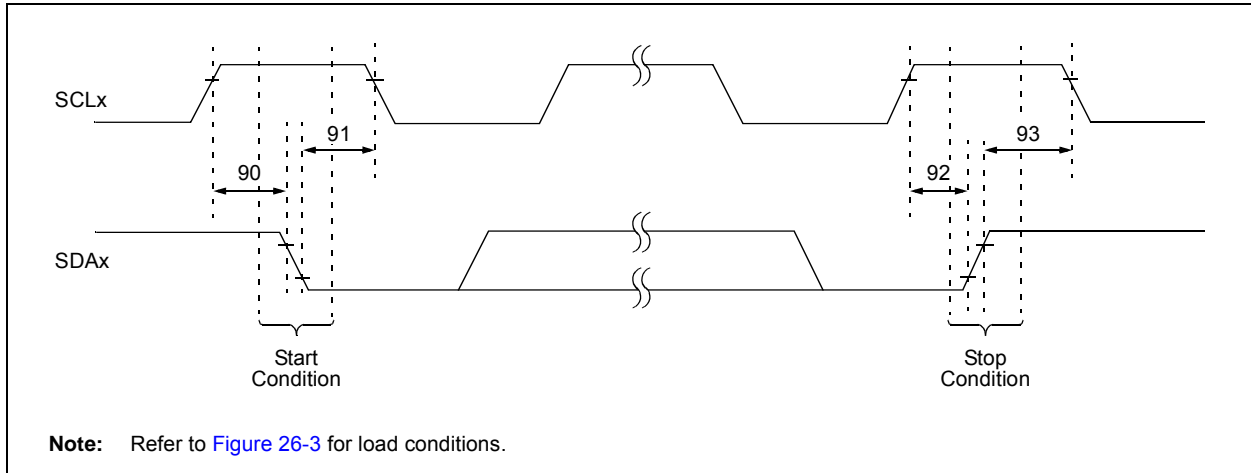 SCLx
91
93
90
92
SDAx
Start
Condition
Stop
Condition
Note: Refer to Figure 26-3 for load conditions.